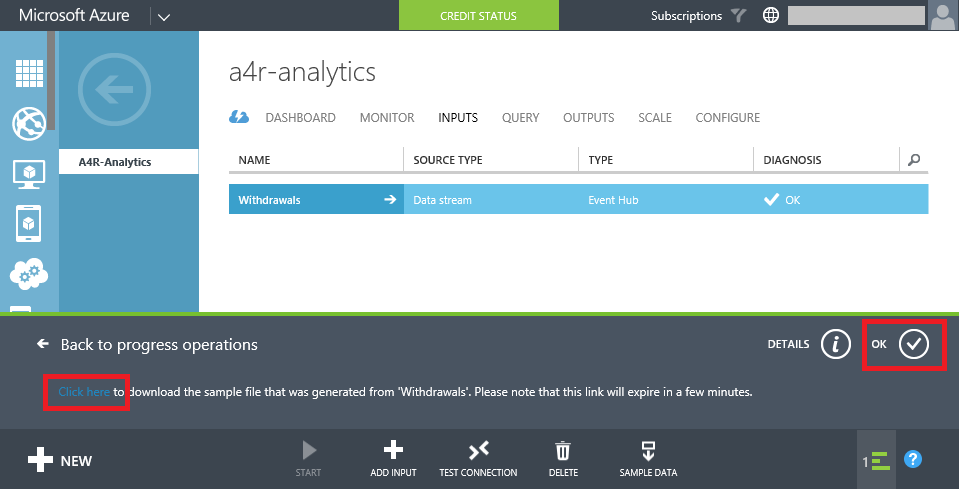 Microsoft Azure CREDIT STATUS Subscriptions
a4r-analytics
DASHBOARD MONITOR INPUTS QUERY OUTPUTS SCALE CONFIGURE
A4R-Analytics
NAME SOURCE TYPE TYPE DIAGNOSIS
Withdrawals Data stream Event Hub OK
Back to progress operations DETAILS i OK
Click here to download the sample file that was generated from 'Withdrawals'. Please note that this link will expire in a few minutes.
NEW START ADD INPUT TEST CONNECTION DELETE SAMPLE DATA 1 ?